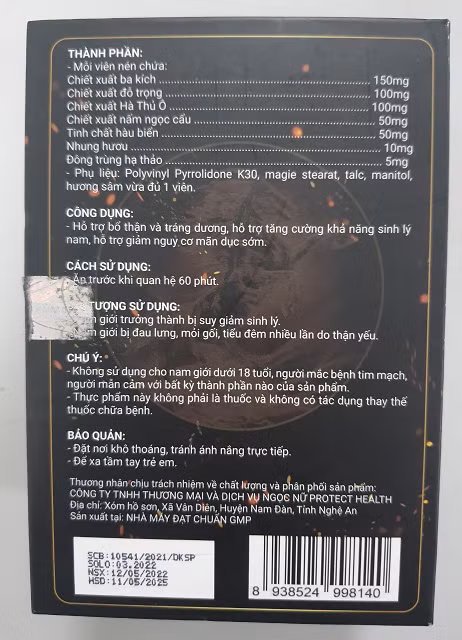 THÀNH PHẦN:
- Mỗi viên nén chứa:
Chiết xuất ba kích ........ 150mg
Chiết xuất đỗ trọng ........ 100mg
Chiết xuất Hà Thủ Ô ........ 100mg
Chiết xuất nấm ngọc cẩu ........ 50mg
Tinh chất hàu biển ........ 50mg
Nhung hươu ........ 10mg
Đông trùng hạ thảo ........ 5mg
- Phụ liệu: Polyvinyl Pyrrolidone K30, magie stearat, talc, manitol,
hương sâm vừa đủ 1 viên.
CÔNG DỤNG:
- Hỗ trợ bổ thận và tráng dương, hỗ trợ tăng cường khả năng sinh lý
nam, hỗ trợ giảm nguy cơ mãn dục sớm.
CÁCH SỬ DỤNG:
- Ăn trước khi quan hệ 60 phút.
TƯỢNG SỬ DỤNG:
giới trưởng thành bị suy giảm sinh lý.
giới bị đau lưng, mỏi gối, tiểu đêm nhiều lần do thận yếu.
CHÚ Ý:
- Không sử dụng cho nam giới dưới 18 tuổi, người mắc bệnh tim mạch,
người mẫn cảm với bất kỳ thành phần nào của sản phẩm.
- Thực phẩm này không phải là thuốc và không có tác dụng thay thế
thuốc chữa bệnh.
BẢO QUẢN:
- Đặt nơi khô thoáng, tránh ánh nắng trực tiếp.
- Để xa tầm tay trẻ em.
Thương nhân chịu trách nhiệm về chất lượng và phân phối sản phẩm:
CÔNG TY TNHH THƯƠNG MẠI VÀ DỊCH VỤ NGỌC NỮ PROTECT HEALTH
Địa chỉ: Xóm hồ sơn, Xã Vân Diên, Huyện Nam Đàn, Tỉnh Nghệ An
Sản xuất tại: NHÀ MÁY ĐẠT CHUẨN GMP
SCB:10541/2021/DKSP
SOLO:03.2022
NSX:12/05/2022
HSD:11/05/2025
8 938524 998140